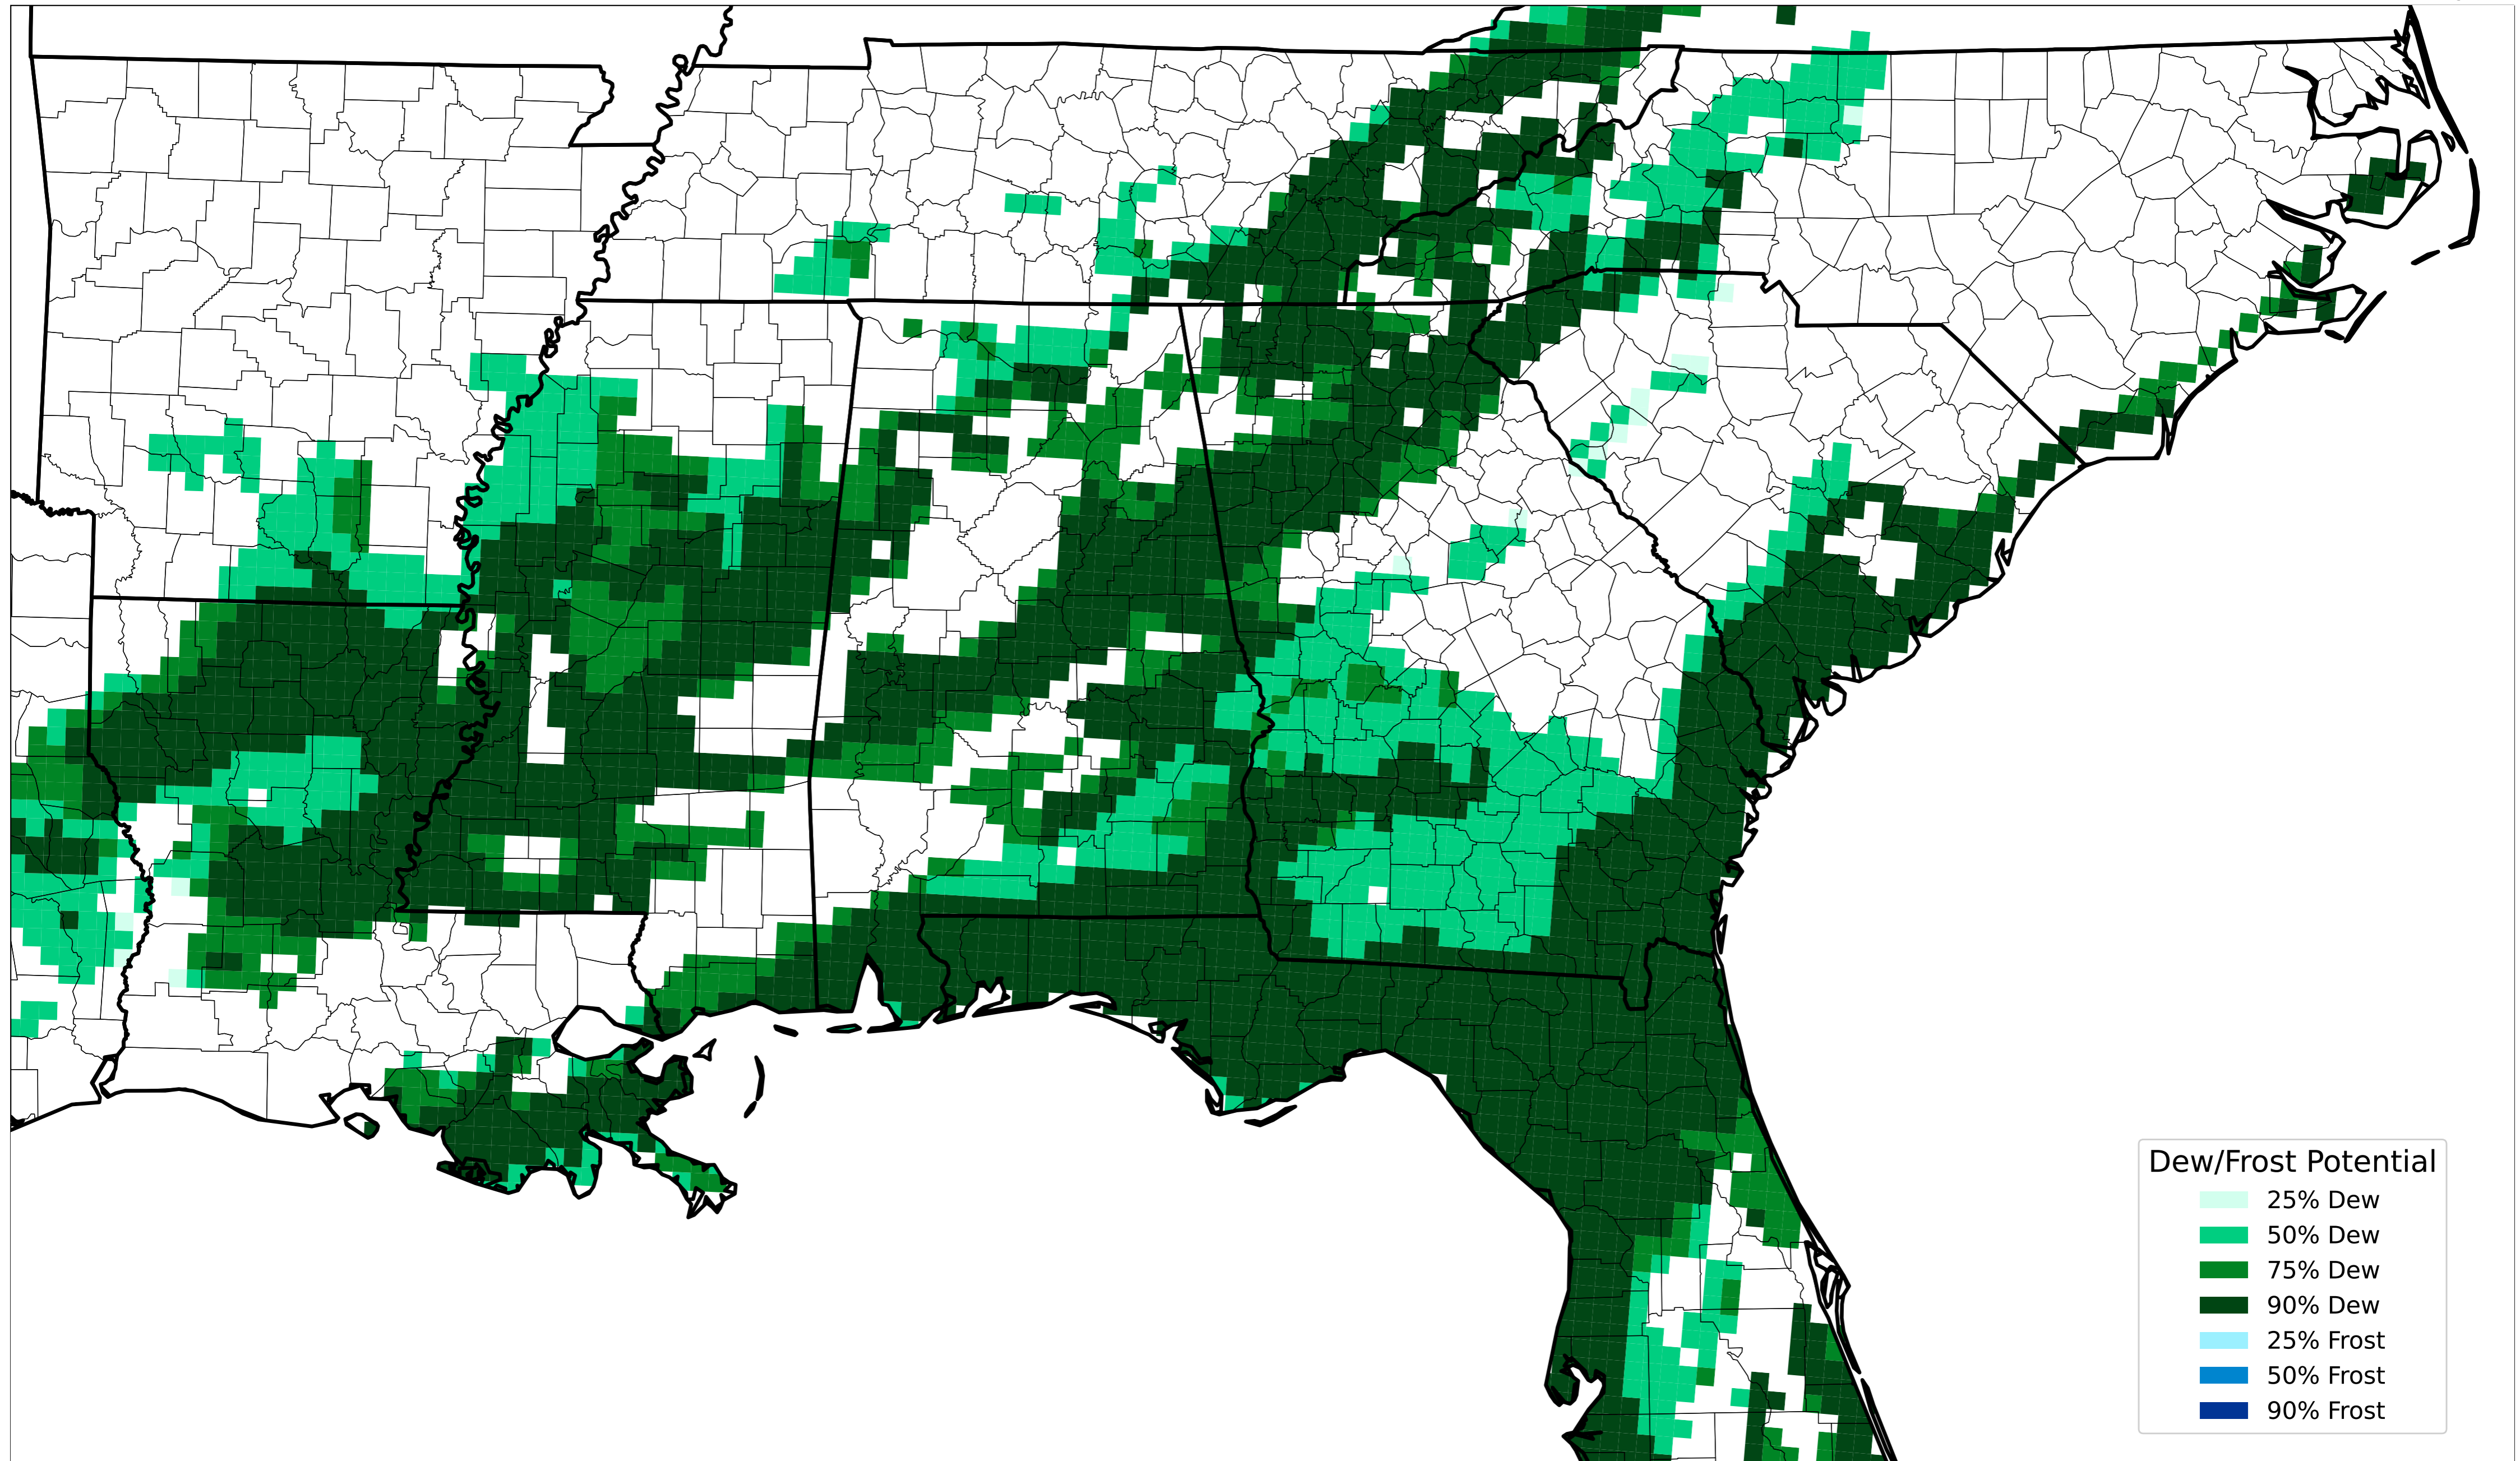 Dew/Frost Potential
25% Dew
50% Dew
75% Dew
90% Dew
25% Frost
50% Frost
90% Frost